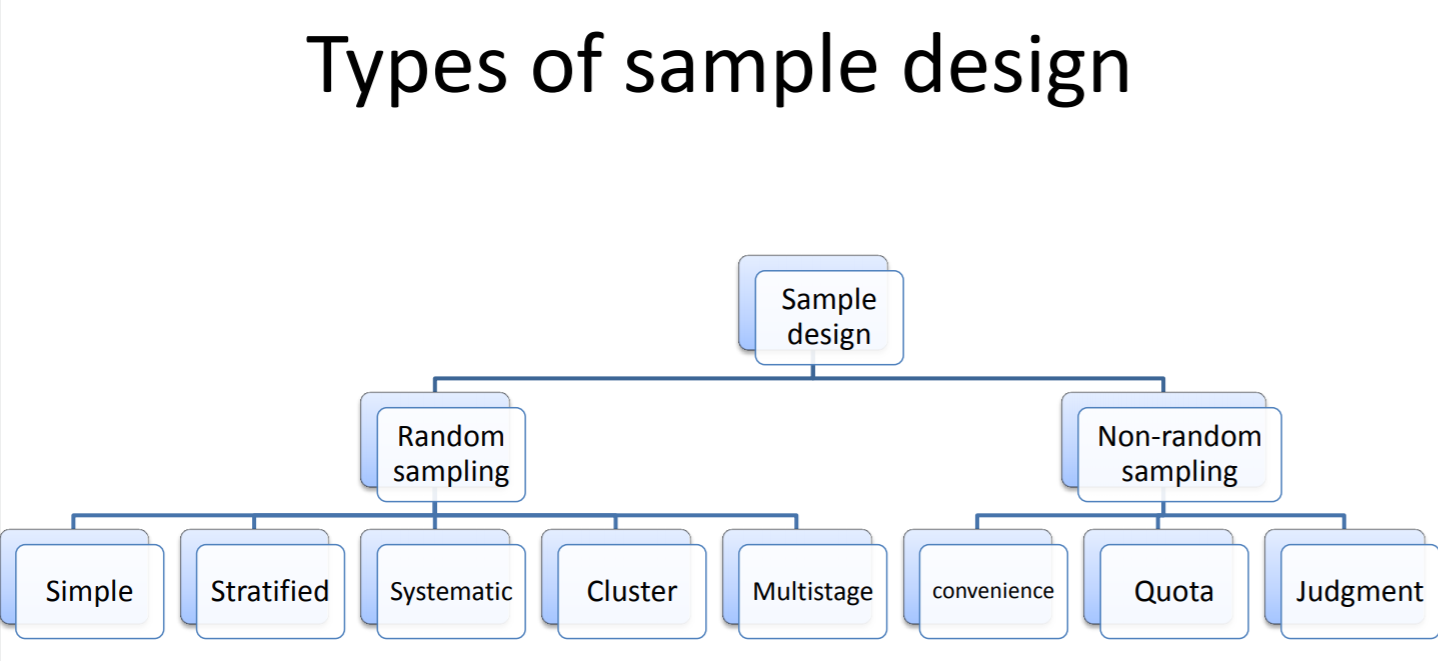 Types of sample design
Sample
design
Random
sampling
Non-random
sampling
Simple
Stratified
Systematic
Cluster
Multistage
convenience
Quota
Judgment